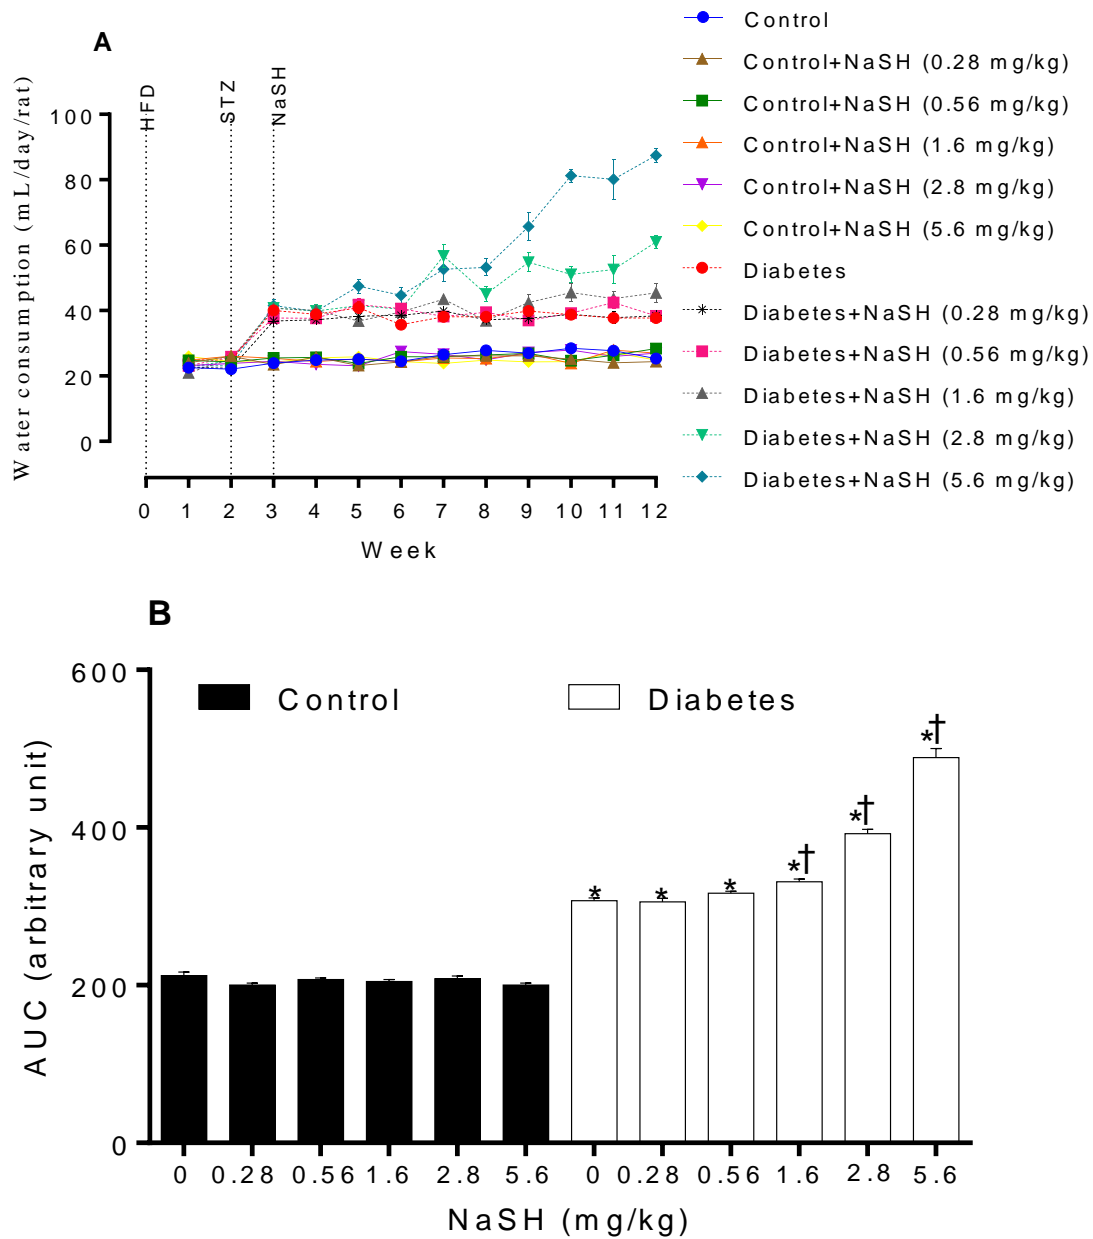 A
Water consumption (mL/day/rat)
HFD
STZ
NaSH
100
80
60
40
20
0
0 1 2 3 4 5 6 7 8 9 10 11 12
Week
Control
Control+NaSH (0.28 mg/kg)
Control+NaSH (0.56 mg/kg)
Control+NaSH (1.6 mg/kg)
Control+NaSH (2.8 mg/kg)
Control+NaSH (5.6 mg/kg)
Diabetes
Diabetes+NaSH (0.28 mg/kg)
Diabetes+NaSH (0.56 mg/kg)
Diabetes+NaSH (1.6 mg/kg)
Diabetes+NaSH (2.8 mg/kg)
Diabetes+NaSH (5.6 mg/kg)
B
AUC (arbitrary unit)
600
400
200
0
Control
Diabetes
*
*
*
*†
*†
*†
0 0.28 0.56 1.6 2.8 5.6 0 0.28 0.56 1.6 2.8 5.6
NaSH (mg/kg)